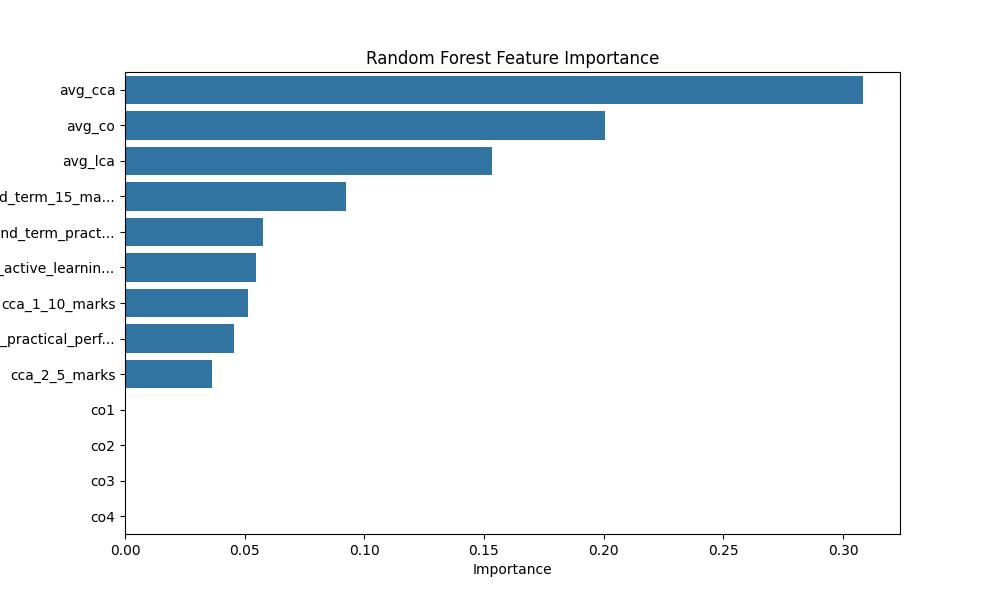 Random Forest Feature Importance
avg_cca
avg_co
avg_lca
d_term_15_ma...
nd_term_pract...
_active_learnin...
cca_1_10_marks
_practical_perf...
cca_2_5_marks
co1
co2
co3
co4
0.00 0.05 0.10 0.15 0.20 0.25 0.30
Importance